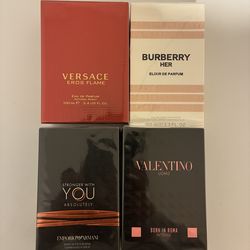 VERSACE
EROS FLAME
EAU DE PARFUM
BURBERRY
HER
ELIXIR DE PARFUM
STRONGER WITH
YOU
ABSOLUTELY
EMPORIO ARMANI
VALENTINO
UOMO
BORN IN ROMA
INTENSE